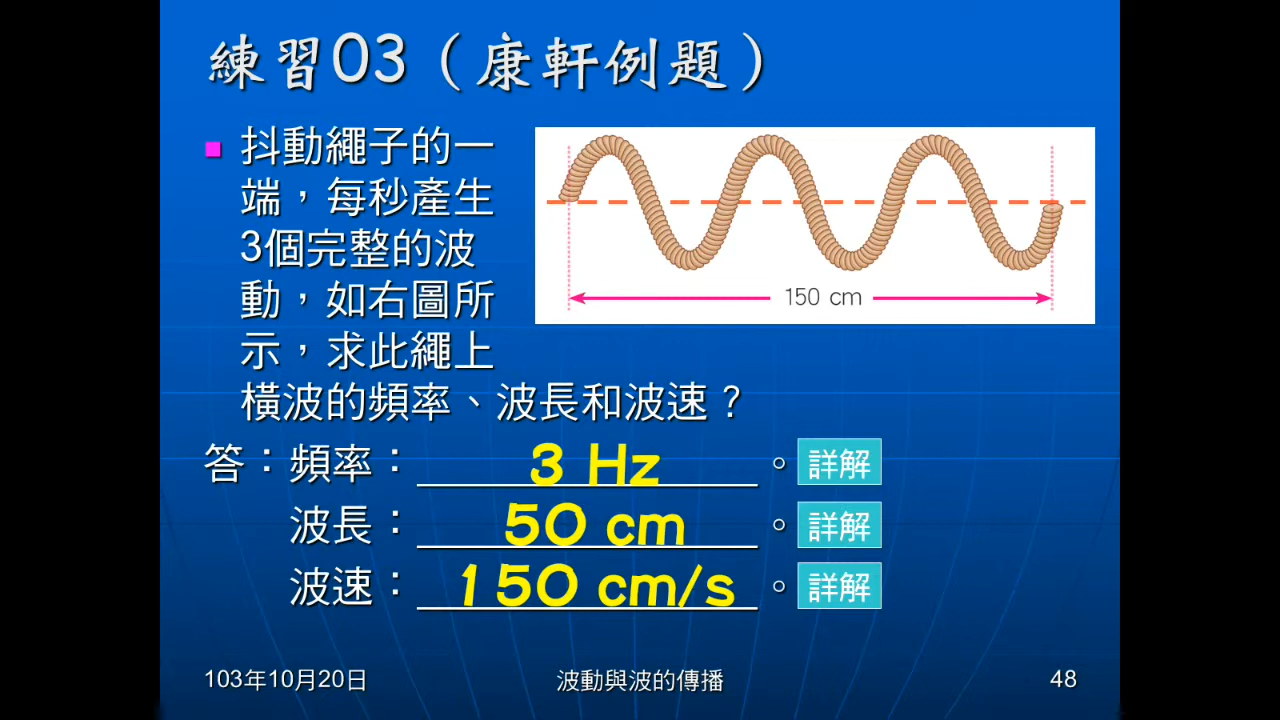 練習03（康軒例題）
抖動繩子的一
端，每秒產生
3個完整的波
動，如右圖所
示，求此繩上
橫波的頻率、波長和波速？
150 cm
答：頻率：3 Hz。詳解
波長：50 cm。詳解
波速：150 cm/s。詳解
103年10月20日 波動與波的傳播 48